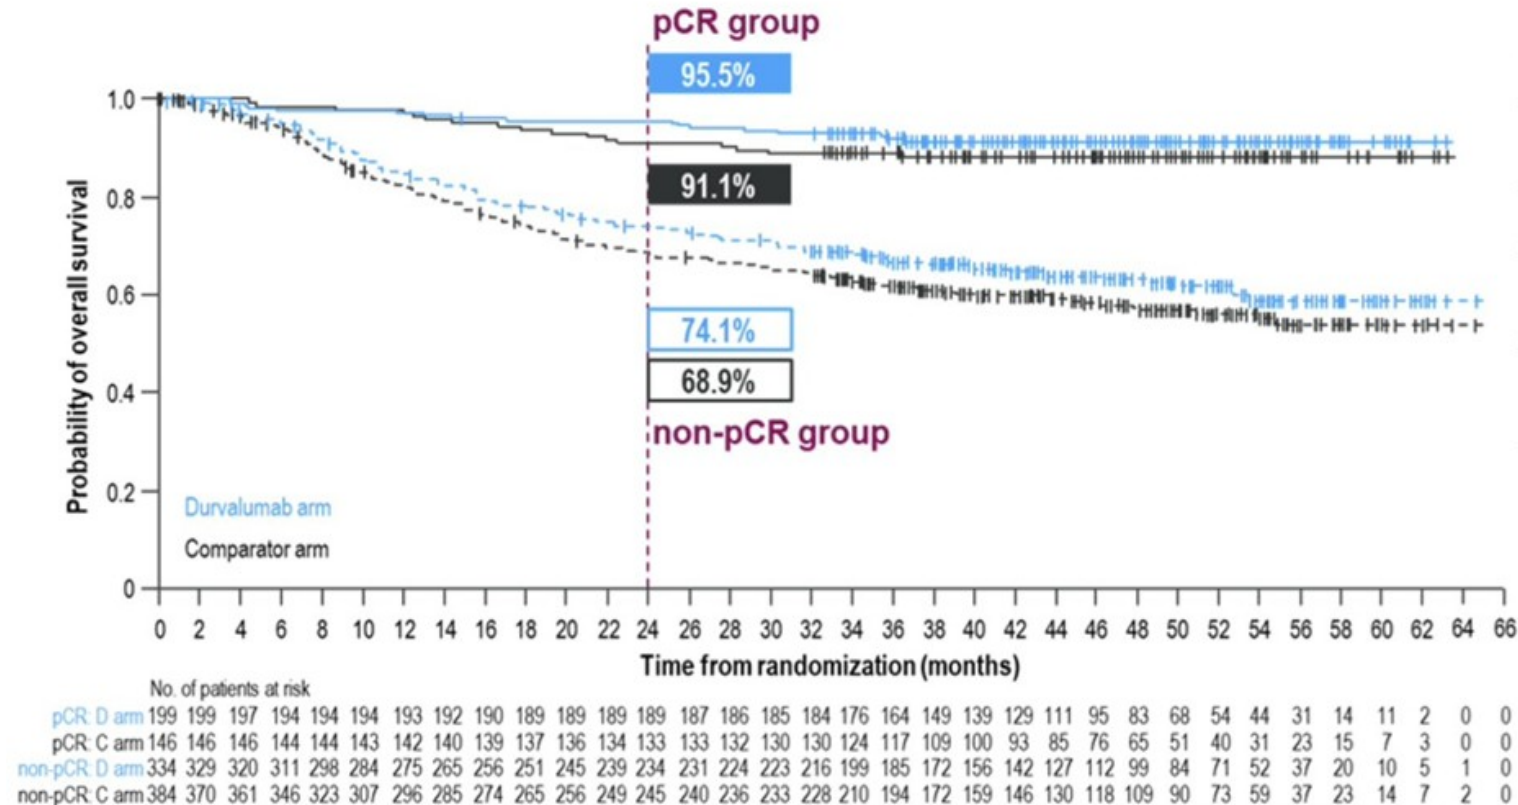 pCR group
95.5%
1.0
0.8
0.6
0.4
0.2
0
Probability of overall survival
91.1%
74.1%
68.9%
non-pCR group
Durvalumab arm
Comparator arm
0 2 4 6 8 10 12 14 16 18 20 22 24 26 28 30 32 34 36 38 40 42 44 46 48 50 52 54 56 58 60 62 64 66
Time from randomization (months)
No. of patients at risk
pCR: D arm 199 199 197 194 194 194 193 192 190 189 189 189 189 187 186 185 184 176 164 149 139 129 111 95 83 68 54 44 31 14 11 2 0 0
pCR: C arm 146 146 146 144 144 143 142 140 139 137 136 134 133 133 132 130 130 124 117 109 100 93 85 76 65 51 40 31 23 15 7 3 0 0
non-pCR: D arm 334 329 320 311 298 284 275 265 256 251 245 239 234 231 224 223 216 199 185 172 156 142 127 112 99 84 71 52 37 20 10 5 1 0
non-pCR: C arm 384 370 361 346 323 307 296 285 274 265 256 249 245 240 236 233 228 210 194 172 159 146 130 118 109 90 73 59 37 23 14 7 2 0